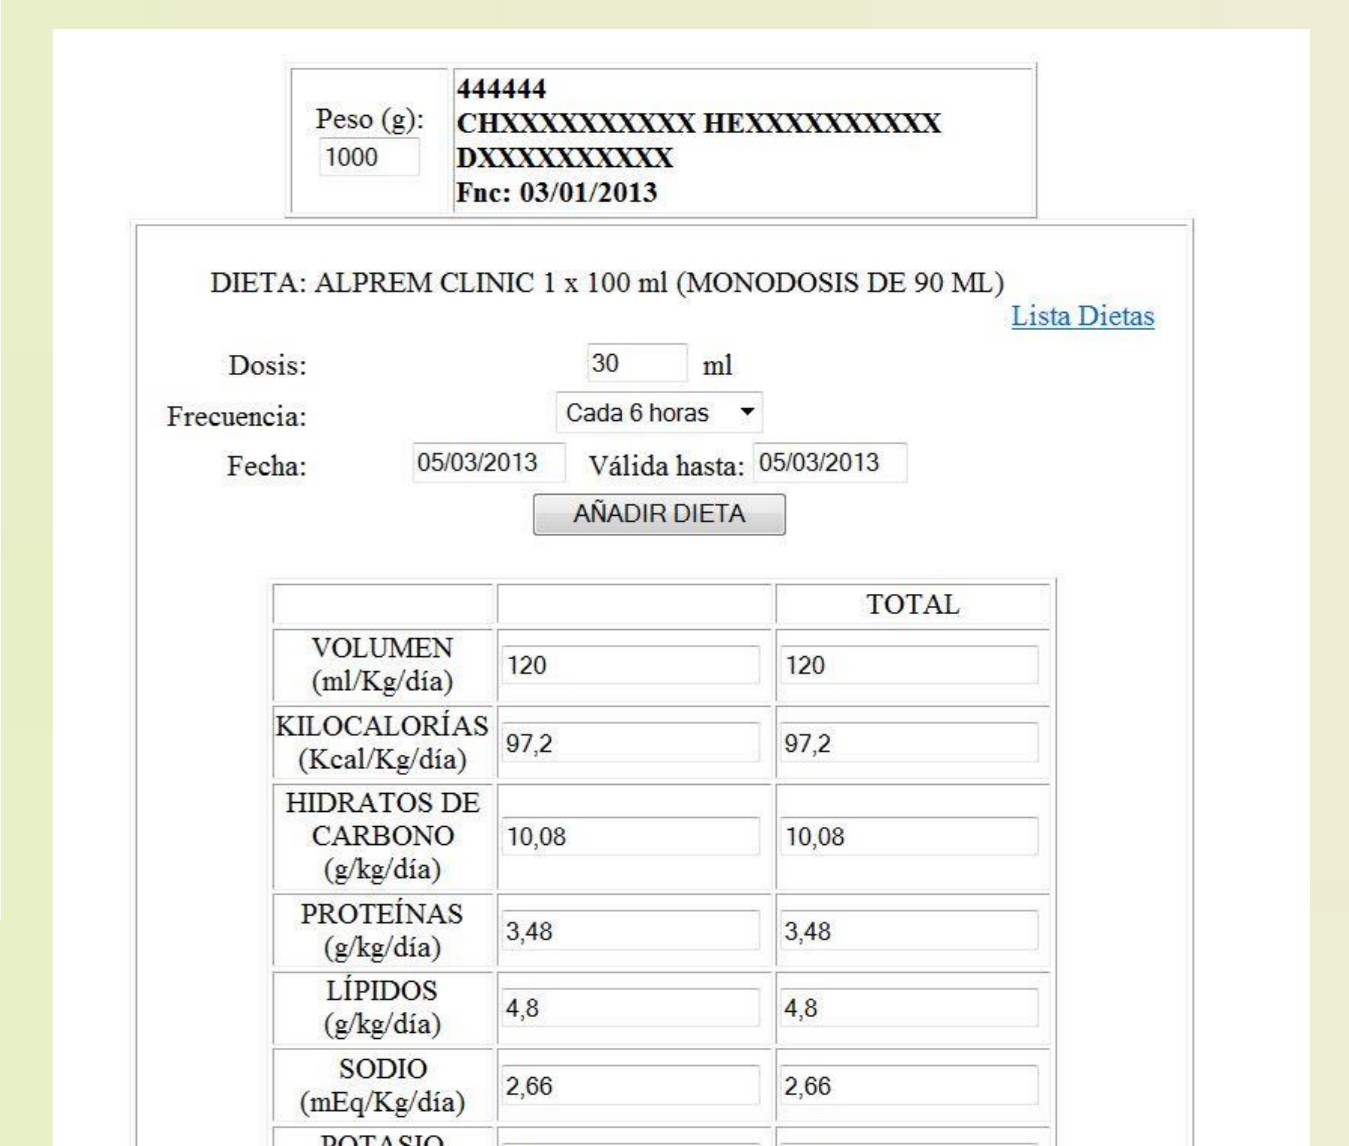 Peso (g):
1000
444444
CHXXXXXXXXXX HEXXXXXXXXXX
DXXXXXXXXXX
Fnc: 03/01/2013
DIETA: ALPREM CLINIC 1 x 100 ml (MONODOSIS DE 90 ML)
Lista Dietas
Dosis: 30 ml
Frecuencia: Cada 6 horas
Fecha: 05/03/2013 Válida hasta: 05/03/2013
AÑADIR DIETA
TOTAL
VOLUMEN
(ml/Kg/día) 120 120
KILOCALORÍAS
(Kcal/Kg/día) 97,2 97,2
HIDRATOS DE
CARBONO 10,08 10,08
(g/kg/día)
PROTEÍNAS
(g/kg/día) 3,48 3,48
LÍPIDOS
(g/kg/día) 4,8 4,8
SODIO
(mEq/Kg/día) 2,66 2,66
POTASIO